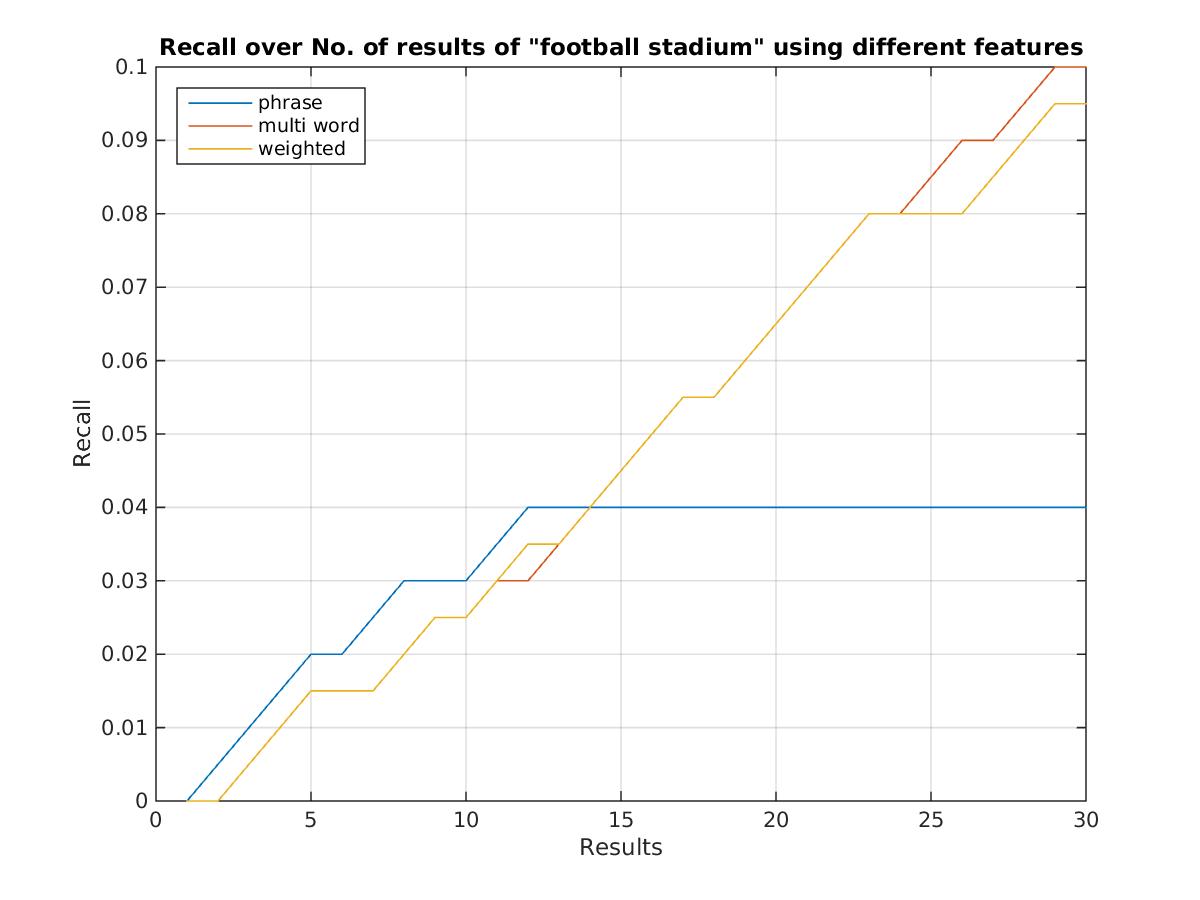 Recall over No. of results of "football stadium" using different features
phrase
multi word
weighted
0.1
0.09
0.08
0.07
0.06
0.05
0.04
0.03
0.02
0.01
0
Recall
0 5 10 15 20 25 30
Results